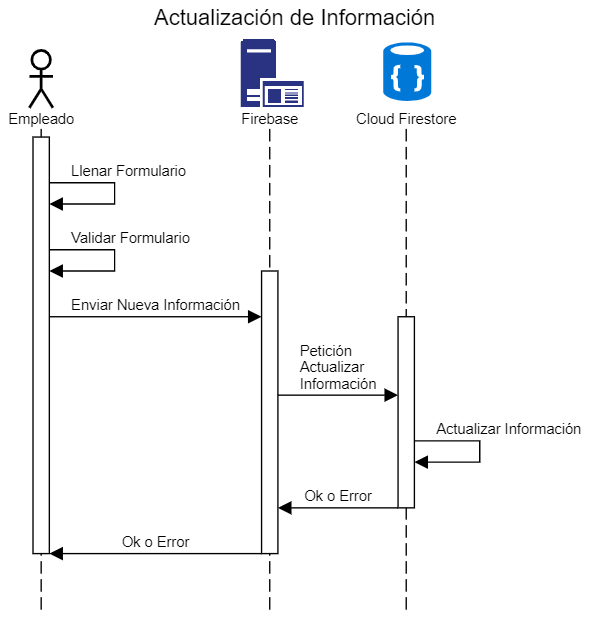 Actualización de Información
Empleado
Firebase
Cloud Firestore
Llenar Formulario
Validar Formulario
Enviar Nueva Información
Petición
Actualizar
Información
Actualizar Información
Ok o Error
Ok o Error